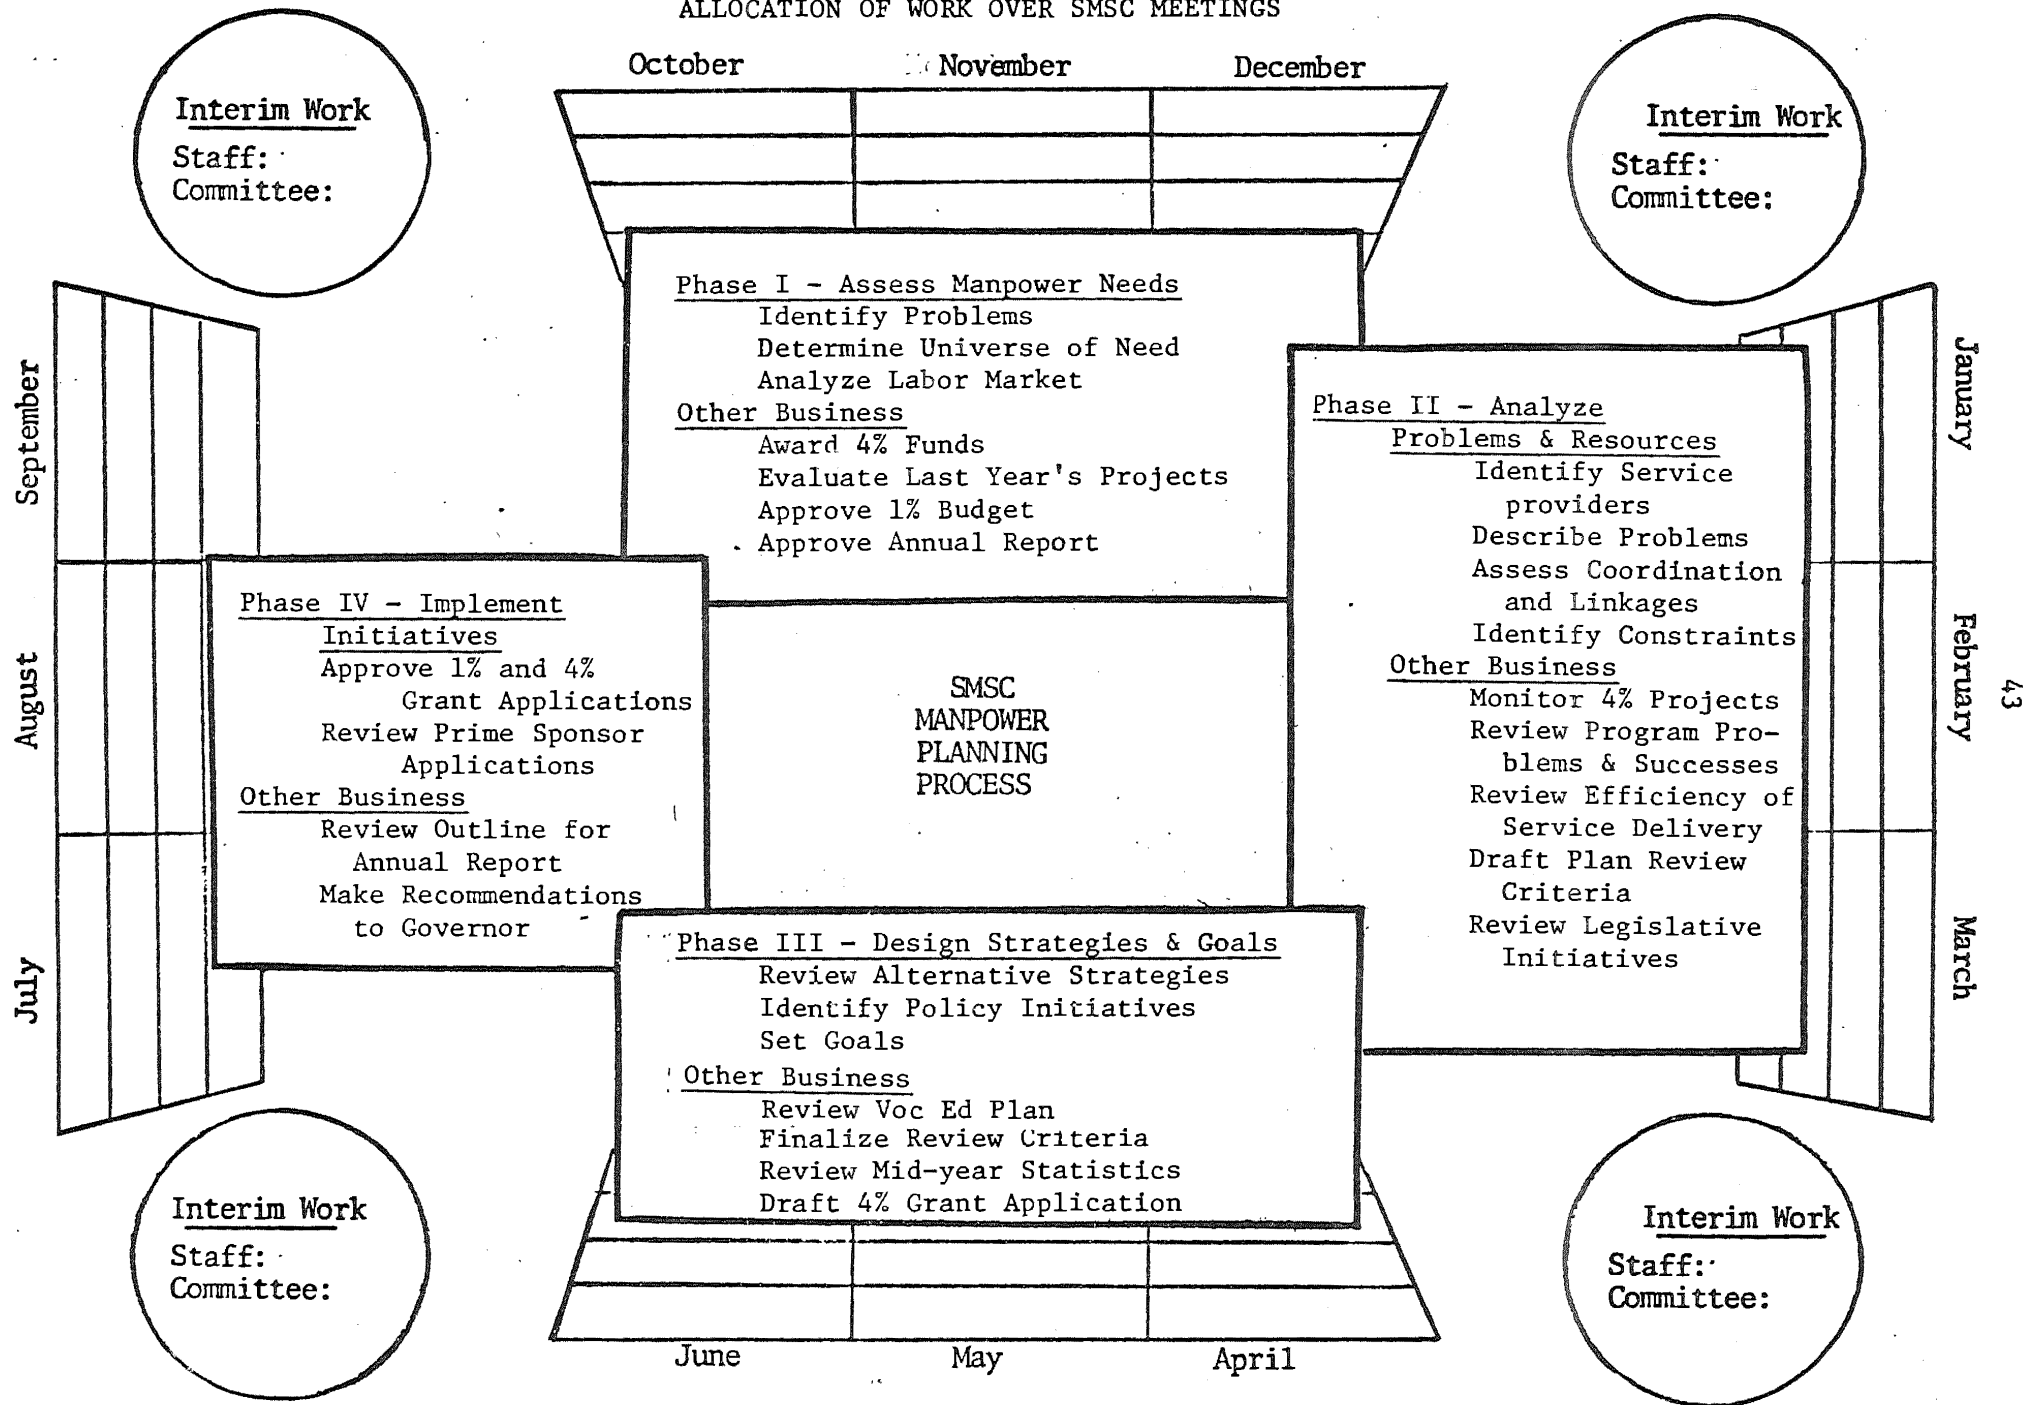 ALLOCATION OF WORK OVER SMSC MEETINGS
October November December
Interim Work
Staff:
Committee:
Interim Work
Staff:
Committee:
Phase I - Assess Manpower Needs
Identify Problems
Determine Universe of Need
Analyze Labor Market
Other Business
Award 4% Funds
Evaluate Last Year's Projects
Approve 1% Budget
Approve Annual Report
January
February
March
43
Phase II - Analyze
Problems & Resources
Identify Service
providers
Describe Problems
Assess Coordination
and Linkages
Identify Constraints
Other Business
Monitor 4% Projects
Review Program Pro-
blems & Successes
Review Efficiency of
Service Delivery
Draft Plan Review
Criteria
Review Legislative
Initiatives
SMSC
MANPOWER
PLANNING
PROCESS
September
August
July
Phase IV - Implement
Initiatives
Approve 1% and 4%
Grant Applications
Review Prime Sponsor
Applications
Other Business
Review Outline for
Annual Report
Make Recommendations
to Governor
Phase III - Design Strategies & Goals
Review Alternative Strategies
Identify Policy Initiatives
Set Goals
Other Business
Review Voc Ed Plan
Finalize Review Criteria
Review Mid-year Statistics
Draft 4% Grant Application
Interim Work
Staff:
Committee:
Interim Work
Staff:
Committee:
June May April